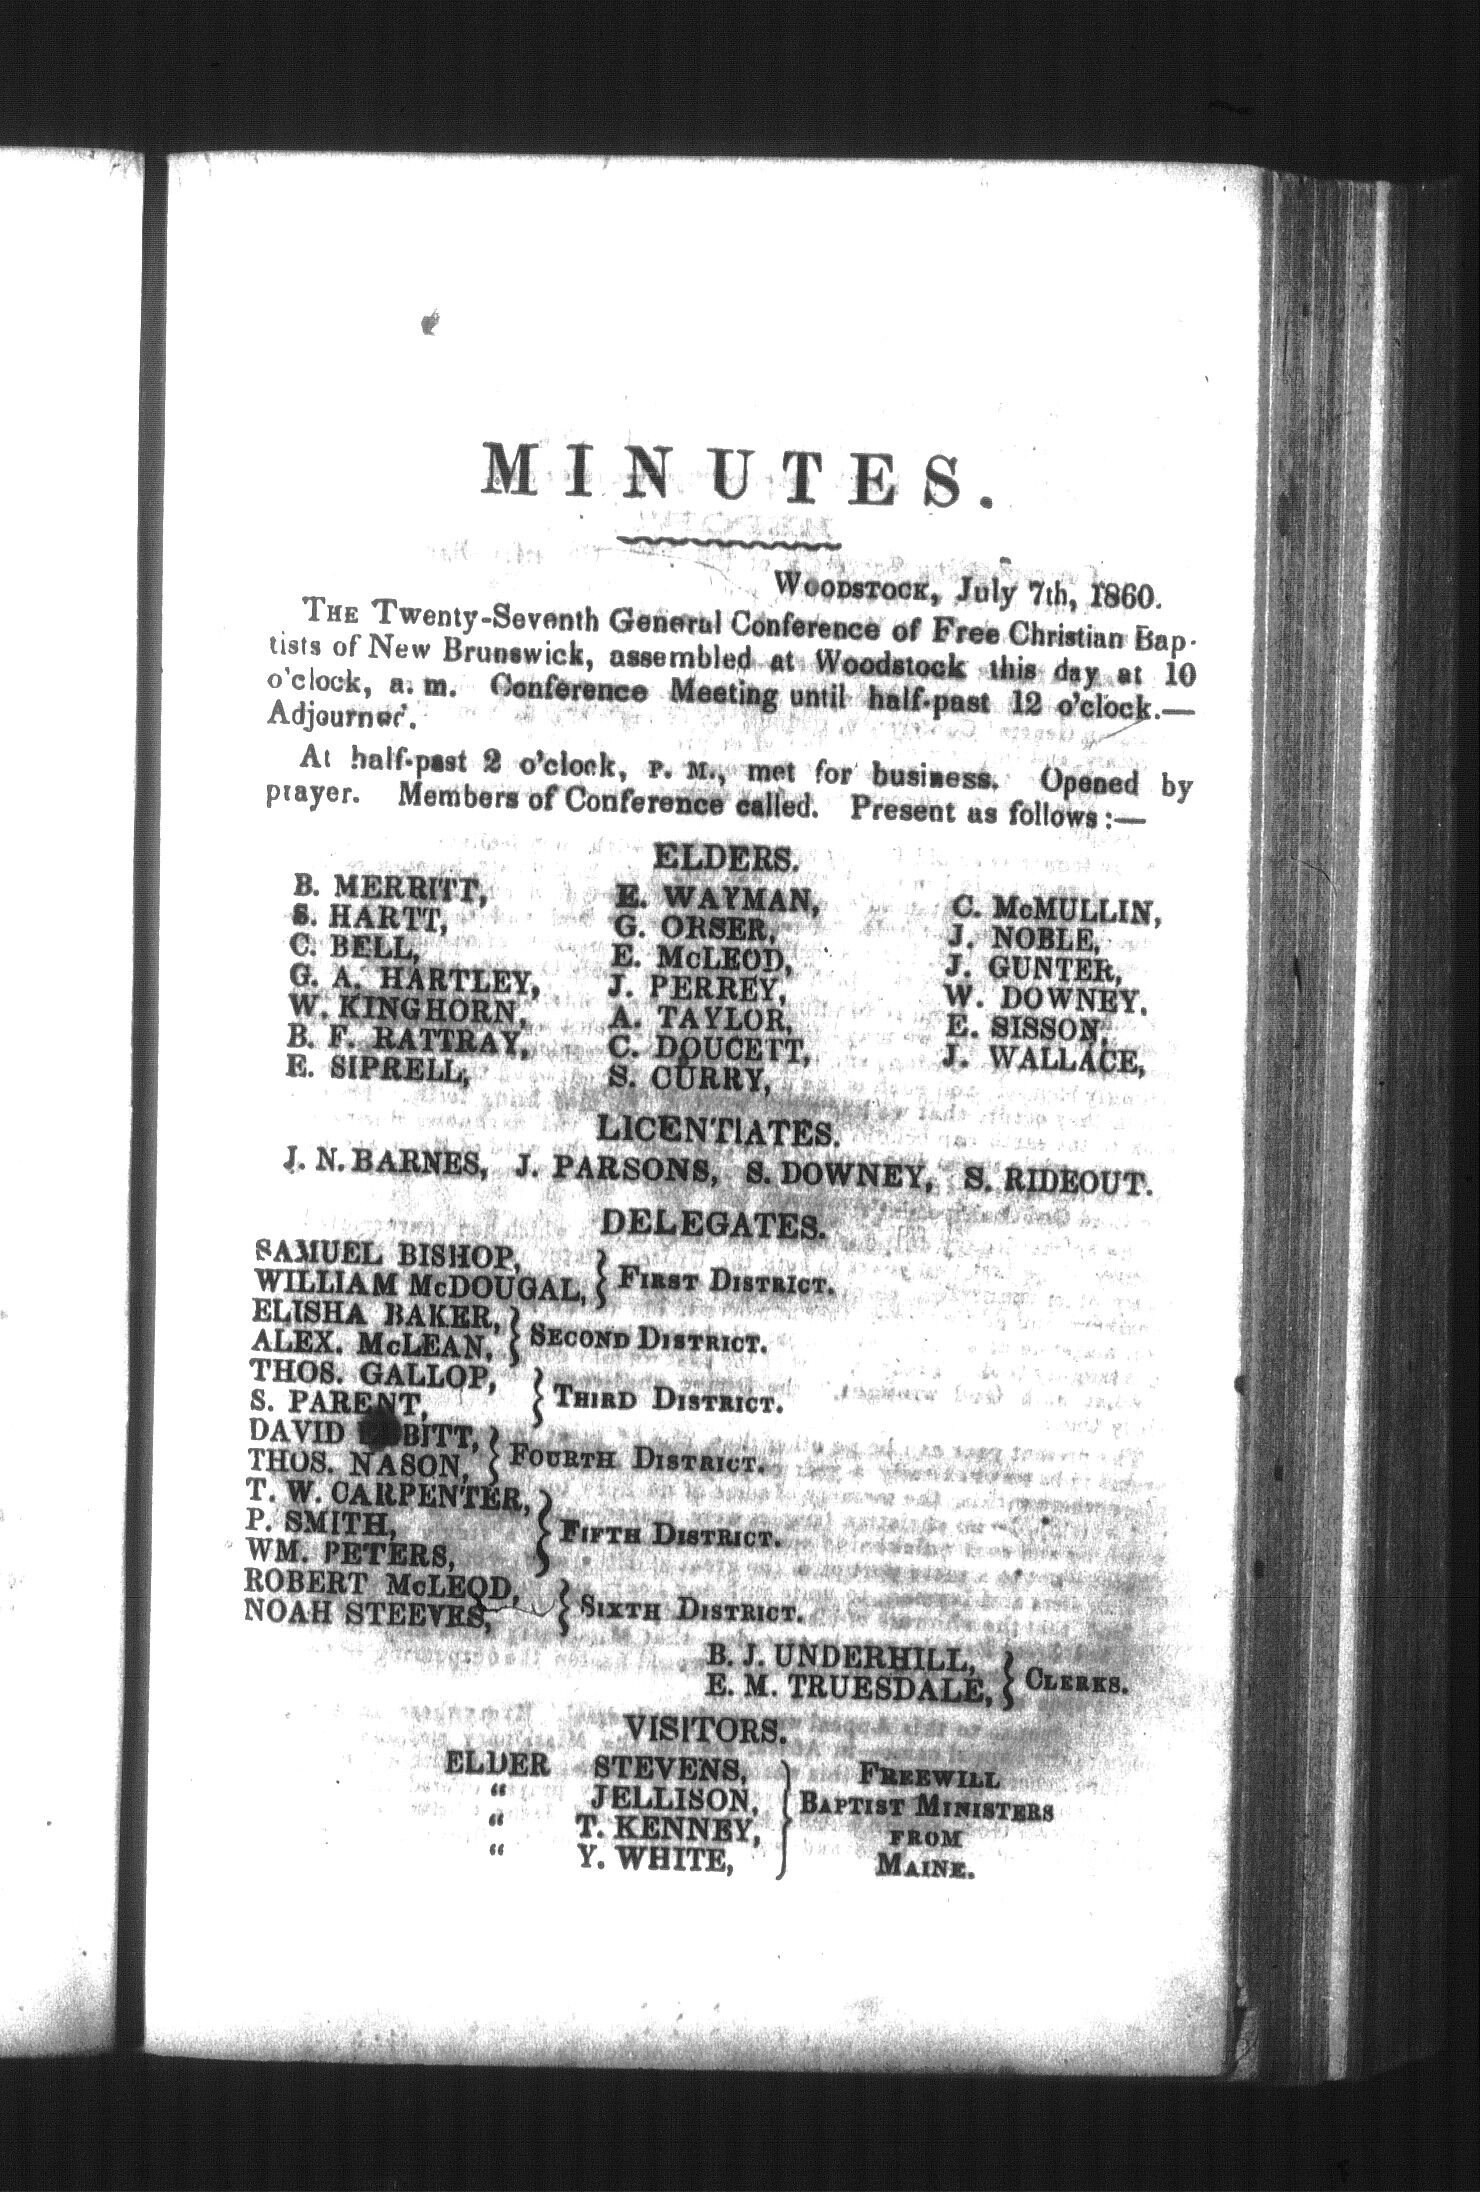 MINUTES.
WOODSTOCK, July 7th, 1860.
THE Twenty-Seventh General Conference of Free Christian Bap-
tists of New Brunswick, assembled at Woodstock this day at 10
o'clock, a. m. Conference Meeting until half-past 12 o'clock.—
Adjourned.
At half-past 2 o'clock, P. M., met for business. Opened by
prayer. Members of Conference called. Present as follows:—
ELDERS.
B. MERRITT, E. WAYMAN, C. McMULLIN,
S. HARTT, G. ORSER, J. NOBLE,
C. BELL, E. McLEOD, J. GUNTER,
G. A. HARTLEY, J. PERREY, W. DOWNEY,
W. KINGHORN, A. TAYLOR, E. SISSON,
B. F. RATTRAY, C. DOUCETT, J. WALLACE,
E. SIPRELL, S. CURRY,
LICENTIATES.
J. N. BARNES, J. PARSONS, S. DOWNEY, S. RIDEOUT.
DELEGATES.
SAMUEL BISHOP,
WILLIAM McDOUGAL, } FIRST DISTRICT.
ELISHA BAKER,
ALEX. McLEAN, } SECOND DISTRICT.
THOS. GALLOP,
S. PARENT, } THIRD DISTRICT.
DAVID
THOS. NASON, } FOURTH DISTRICT.
T. W. CARPENTER,
P. SMITH, } FIFTH DISTRICT.
WM. PETERS,
ROBERT McLEOD,
NOAH STEEVES, } SIXTH DISTRICT.
B. J. UNDERHILL,
E. M. TRUESDALE, } CLERKS.
VISITORS.
ELDER STEVENS, FREEWILL
" JELLISON, BAPTIST MINISTERS
" T. KENNEY, FROM
" Y. WHITE, MAINE.